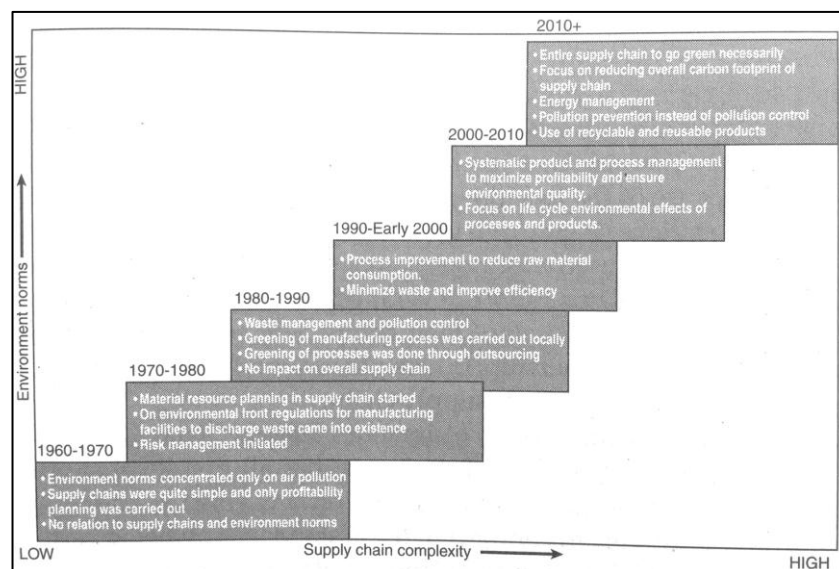 2010+
HIGH
• Entire supply chain to go green necessarily
• Focus on reducing overall carbon footprint of
supply chain
• Energy management
• Pollution prevention instead of pollution control
• Use of recyclable and reusable products
2000-2010
• Systematic product and process management
to maximize profitability and ensure
environmental quality.
• Focus on life cycle environmental effects of
processes and products.
1990-Early 2000
• Process improvement to reduce raw material
consumption.
• Minimize waste and improve efficiency
1980-1990
• Waste management and pollution control
• Greening of manufacturing process was carried out locally
• Greening of processes was done through outsourcing
• No Impact on overall supply chain
1970-1980
• Material resource planning in supply chain started
• On environmental front regulations for manufacturing
facilities to discharge waste came into existence
• Risk management initiated
1960-1970
• Environment norms concentrated only on air pollution
• Supply chains were quite simple and only profitability
planning was carried out
• No relation to supply chains and environment norms
Environment norms
LOW
Supply chain complexity
HIGH